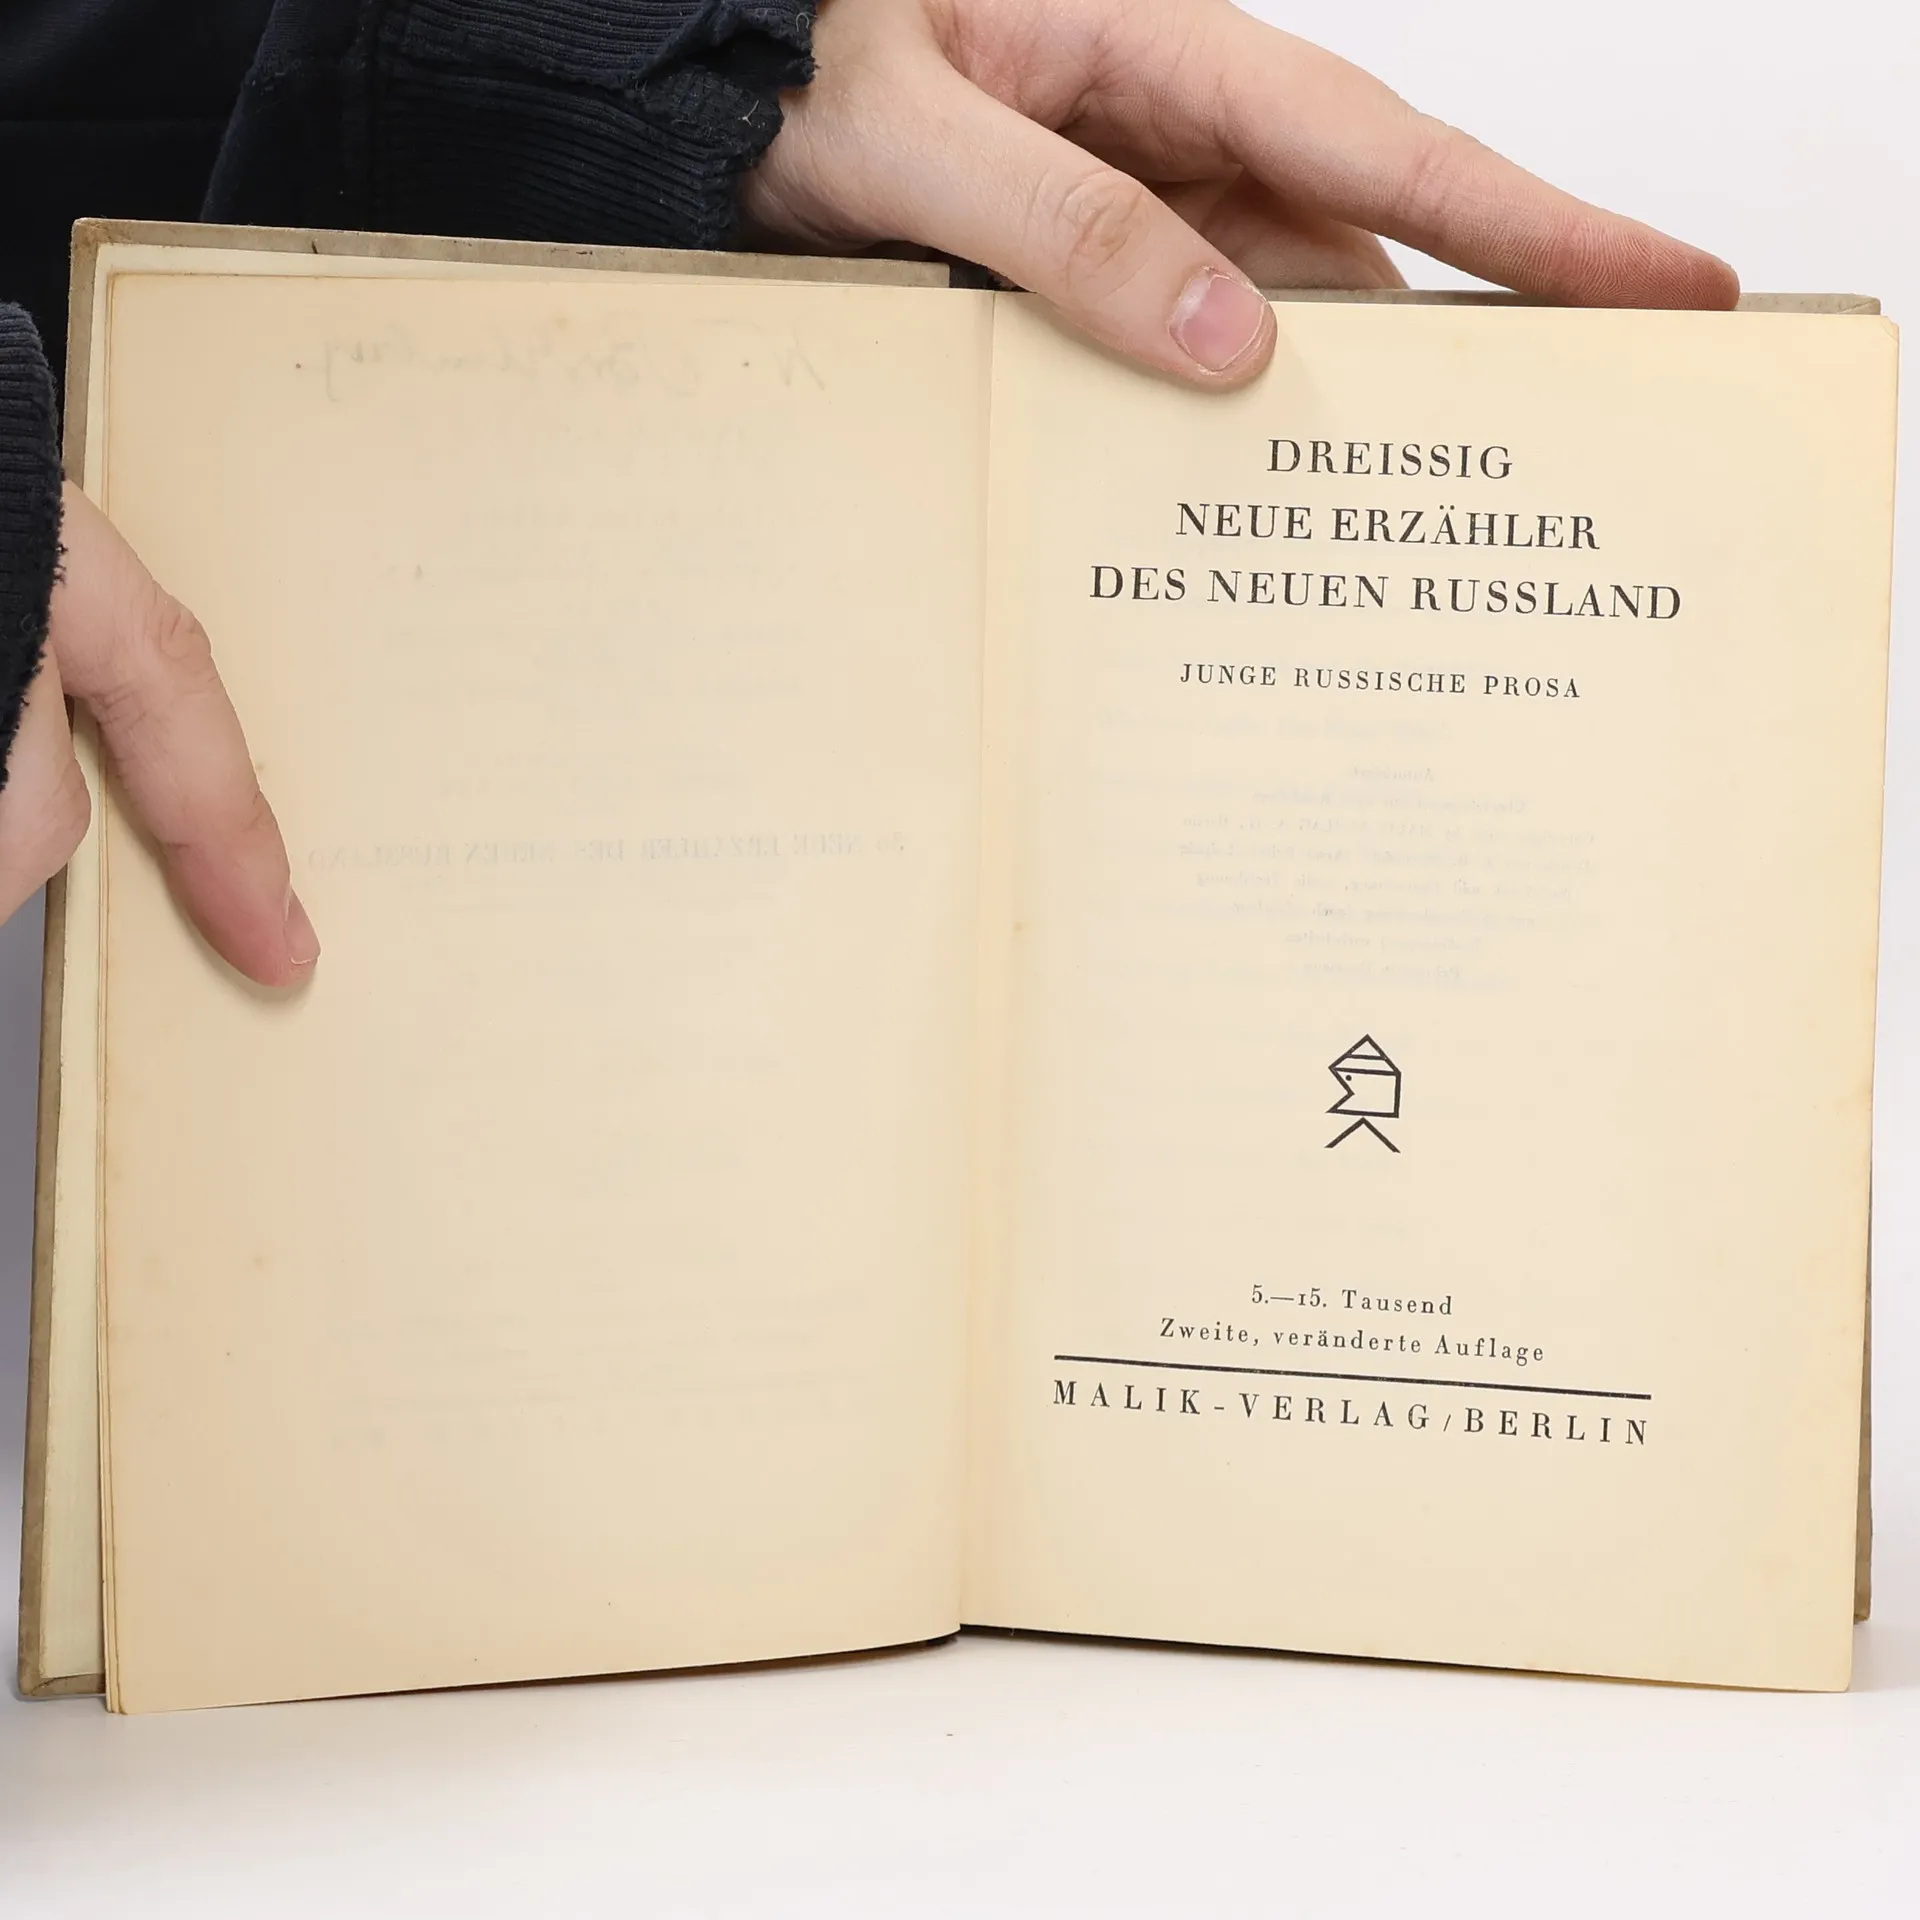 DREISSIG
NEUE ERZÄHLER
DES NEUEN RUSSLAND
JUNGE RUSSISCHE PROSA
5.—15. Tausend
Zweite, veränderte Auflage
MALIK-VERLAG/BERLIN